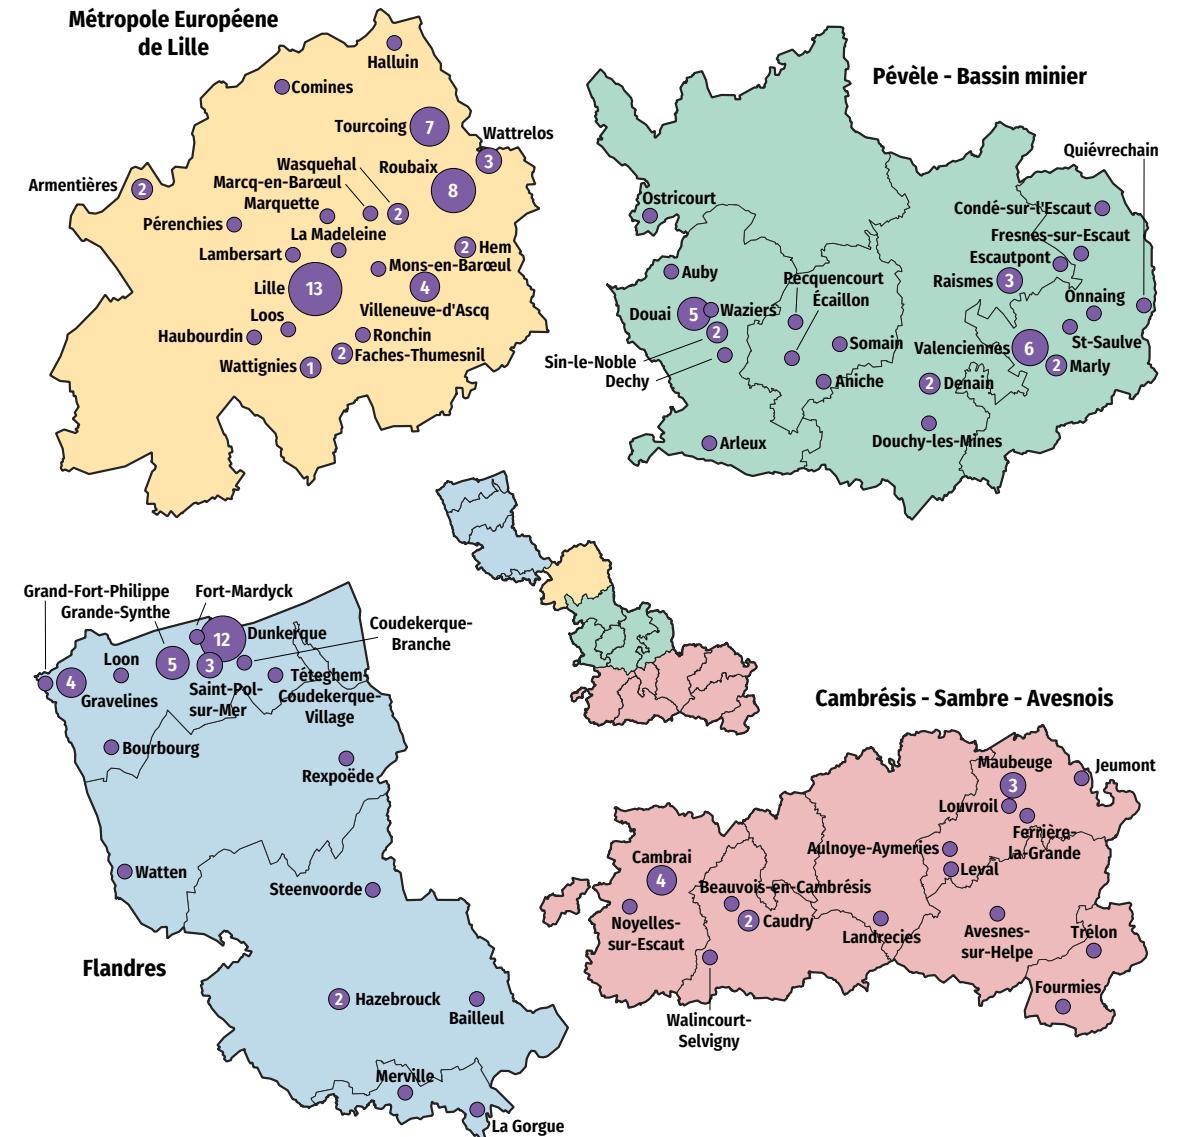 Métropole Européene
de Lille
Halluin
Comines
Tourcoing
7
Wattrelos
3
Wasquehal
Roubaix
8
Armentières
2
Marcq-en-Barœul
2
Marquette
Pérenchies
La Madeleine
Lambersart
2
Hem
Mons-en-Barœul
Lille
13
4
Villeneuve-d'Ascq
Loos
Haubourdin
Ronchin
2
Faches-Thumesnil
Wattignies
1
Pévèle - Bassin minier
Quiévrechain
Ostricourt
Condé-sur-l'Escaut
Fresnes-sur-Escaut
Escautpont
Auby
Pecquencourt
Raismes
3
Écaillon
Onnaing
Douai
5
Waziers
2
St-Saulve
Somain
Valenciennes
6
Sin-le-Noble
2
Marly
Dechy
Aniche
2
Denain
Arleux
Douchy-les-Mines
Grand-Fort-Philippe
Fort-Mardyck
Grande-Synthe
Coudekerque-
Branche
12
Dunkerque
Loon
5
3
4
Gravelines
Saint-Pol-
sur-Mer
Téteghem-
Coudekerque-
Village
Bourbourg
Rexpoëde
Watten
Steenvoorde
Flandres
2
Hazebrouck
Bailleul
Merville
La Gorgue
Cambrésis - Sambre - Avesnois
Maubeuge
Jeumont
3
Louvroil
Ferrière-
la-Grande
Aulnoye-Aymeries
Cambrai
4
Leval
Beauvois-en-Cambrésis
Noyelles-
sur-Escaut
2
Caudry
Landrecies
Avesnes-
sur-Helpe
Trélon
Fourmies
Walincourt-
Selvigny